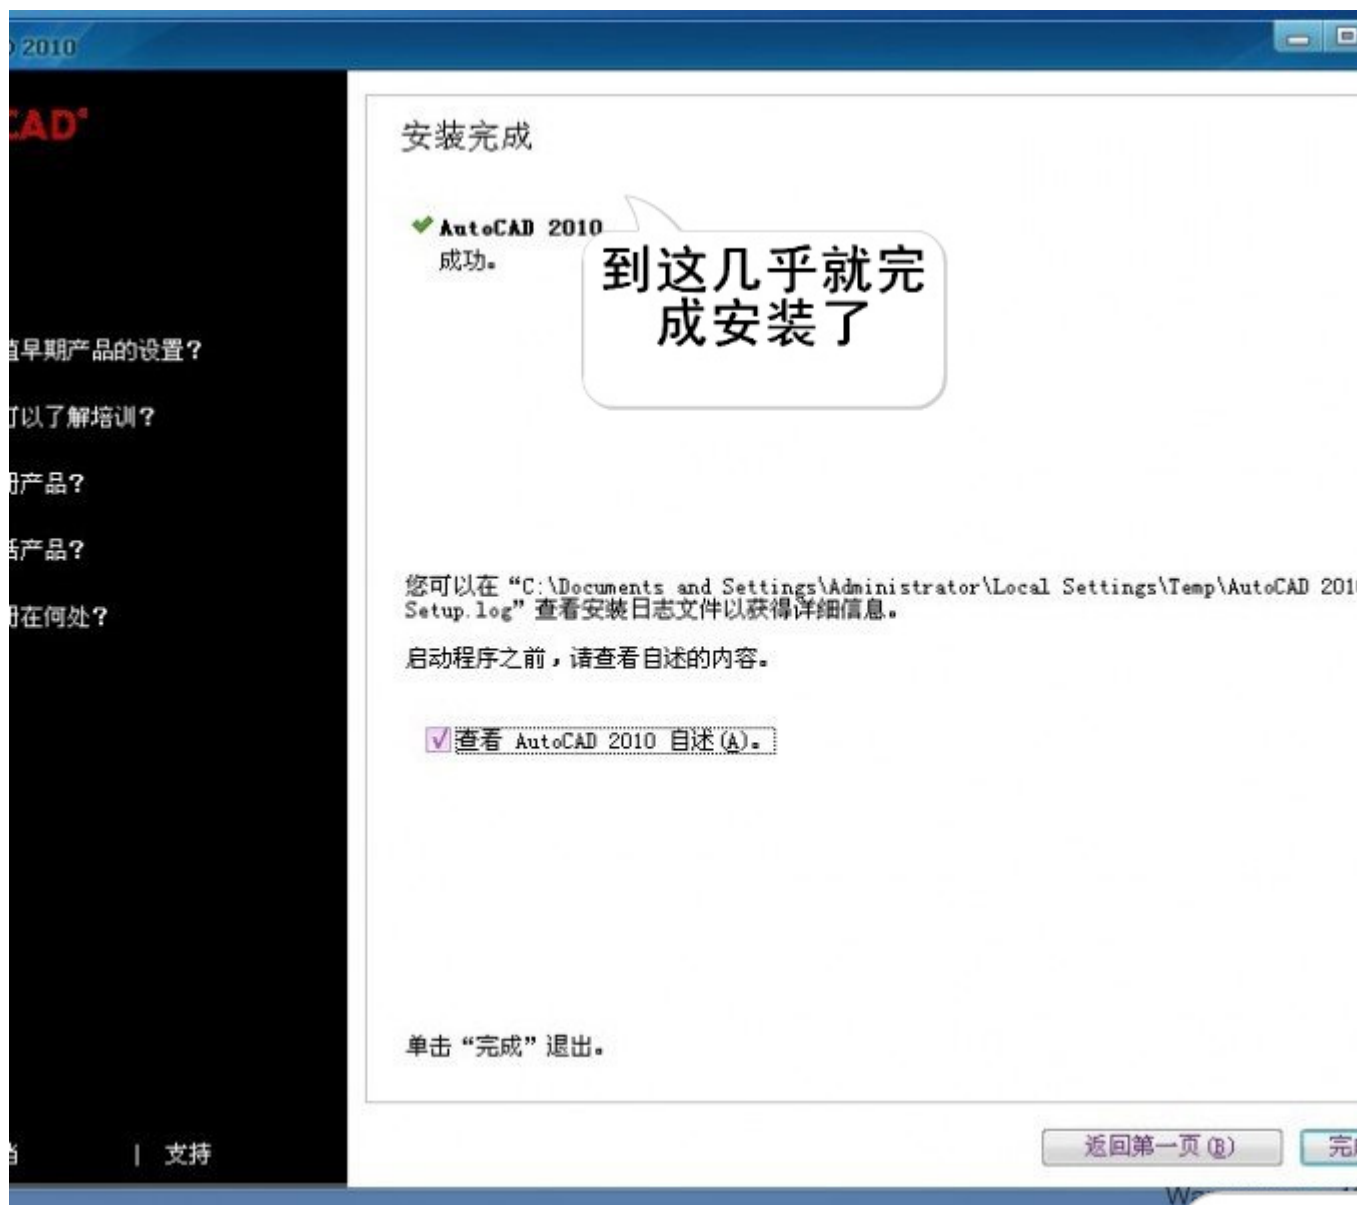 2010
CAD
安装完成
AutoCAD 2010
成功。
到这几乎就完
成安装了
早期产品的设置?
可以了解培训?
册产品?
活产品?
册在何处?
您可以在“C:\Documents and Settings\Administrator\Local Settings\Temp\AutoCAD 201
Setup.log”查看安装日志文件以获得详细信息。
启动程序之前,请查看自述的内容。
查看 AutoCAD 2010 自述(A)。
单击“完成”退出。
| 支持
返回第一页(B)
完